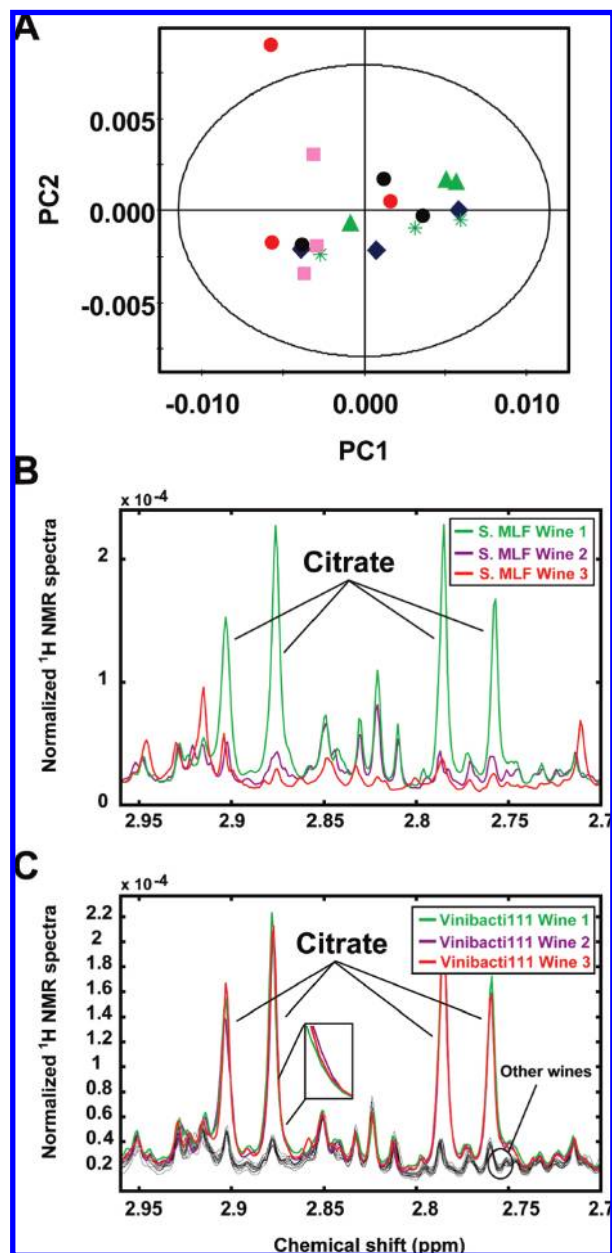 A
PC2
0.005
0.000
-0.005
-0.010
0.000
0.010
PC1
B
x 10⁻⁴
Normalized ¹H NMR spectra
2
1
0
S. MLF Wine 1
S. MLF Wine 2
S. MLF Wine 3
Citrate
2.95
2.9
2.85
2.8
2.75
2.7
C
x 10⁻⁴
Normalized ¹H NMR spectra
2.2
2
1.8
1.4
1
0.8
0.6
0.4
0.2
Vinibacti111 Wine 1
Vinibacti111 Wine 2
Vinibacti111 Wine 3
Citrate
Other wines
2.95
2.9
2.85
2.8
2.75
2.7
Chemical shift (ppm)